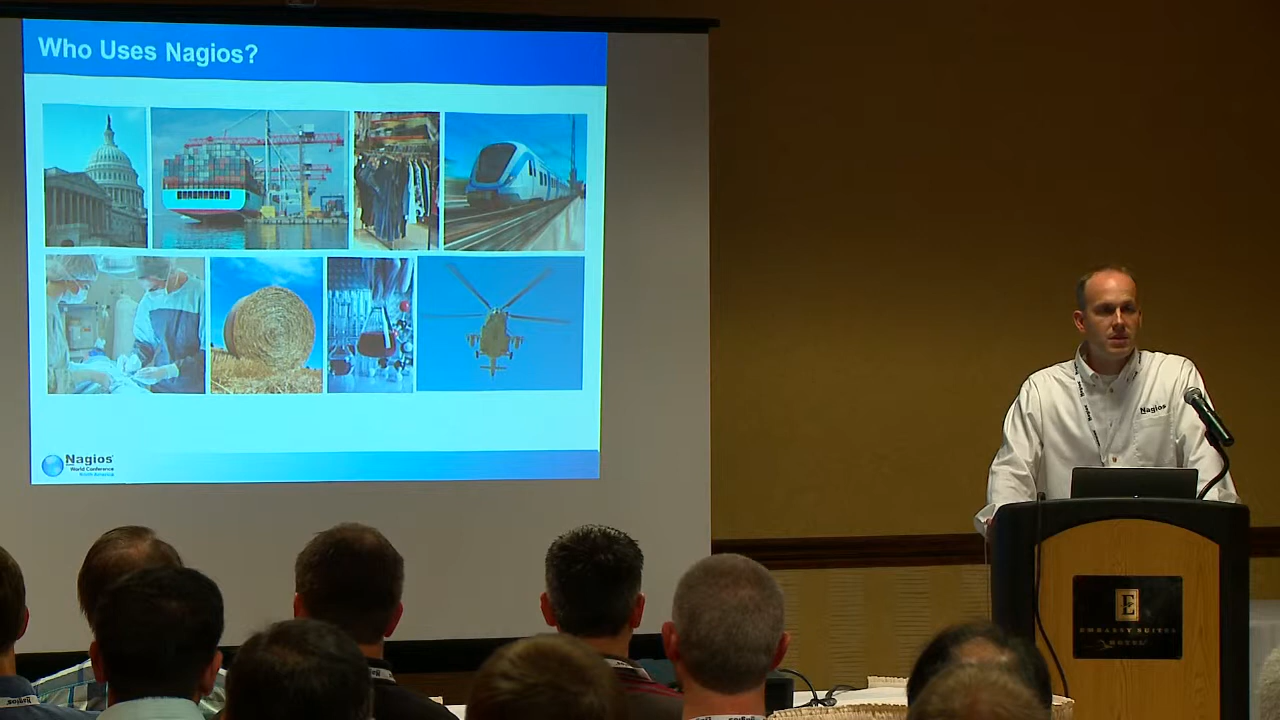 Who Uses Nagios?
Nagios
World Conference
North America
Nagios
E
EMBASSY SUITES
HOTEL